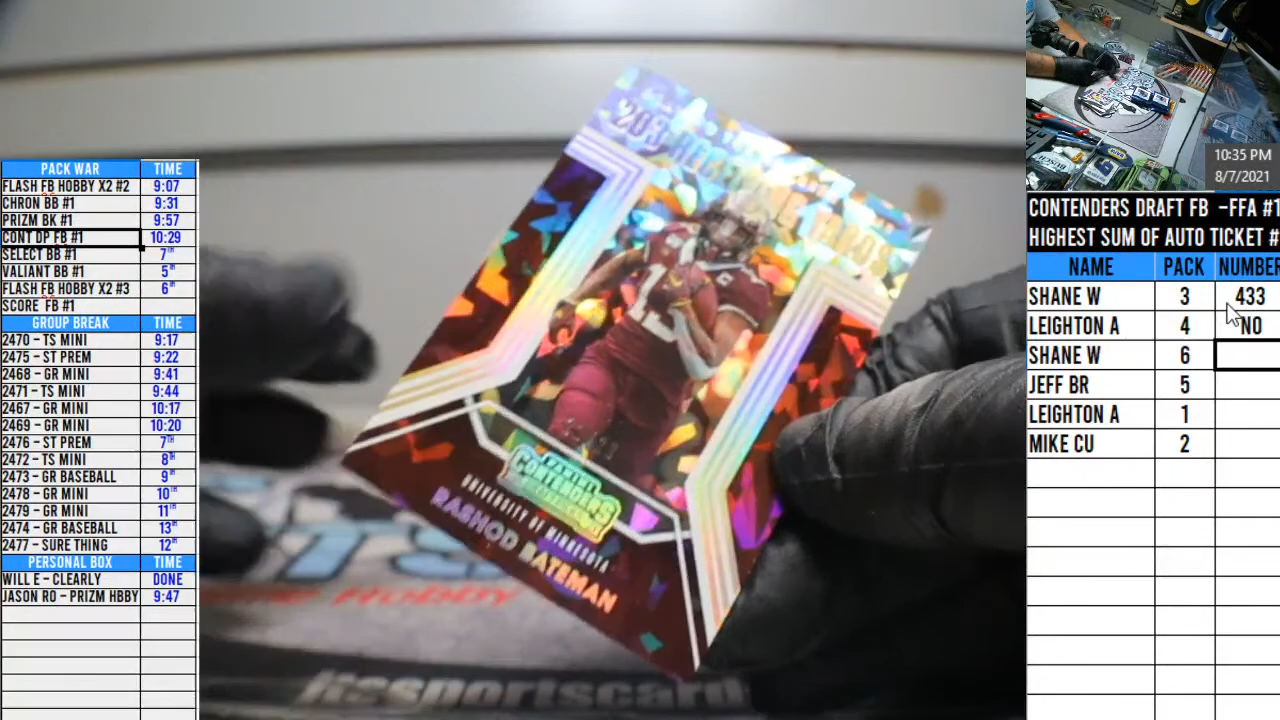 PACK WAR TIME
FLASH FB HOBBY X2 #2 9:07
CHRON BB #1 9:31
PRIZM BK #1 9:57
CONT DP FB #1 10:29
SELECT BB #1 7TH
VALIANT BB #1 5TH
FLASH FB HOBBY X2 #3 6TH
SCORE FB #1
GROUP BREAK TIME
2470 – TS MINI 9:17
2475 – ST PREM 9:22
2468 – GR MINI 9:41
2471 – TS MINI 9:44
2467 – GR MINI 10:17
2469 – GR MINI 10:20
2476 – ST PREM 7TH
2472 – TS MINI 8TH
2473 – GR BASEBALL 9TH
2478 – GR MINI 10TH
2479 – GR MINI 11TH
2474 – GR BASEBALL 13TH
2477 – SURE THING 12TH
PERSONAL BOX TIME
WILL E – CLEARLY DONE
JASON RO – PRIZM HBBY 9:47
PANINI
CONTENDERS
UNIVERSITY OF MINNESOTA
RASHOD BATEMAN
HOBBY
itssportscard
10:35 PM
8/7/2021
CONTENDERS DRAFT FB –FFA #1
HIGHEST SUM OF AUTO TICKET #
NAME PACK NUMBER
SHANE W 3 433
LEIGHTON A 4 NO
SHANE W 6
JEFF BR 5
LEIGHTON A 1
MIKE CU 2